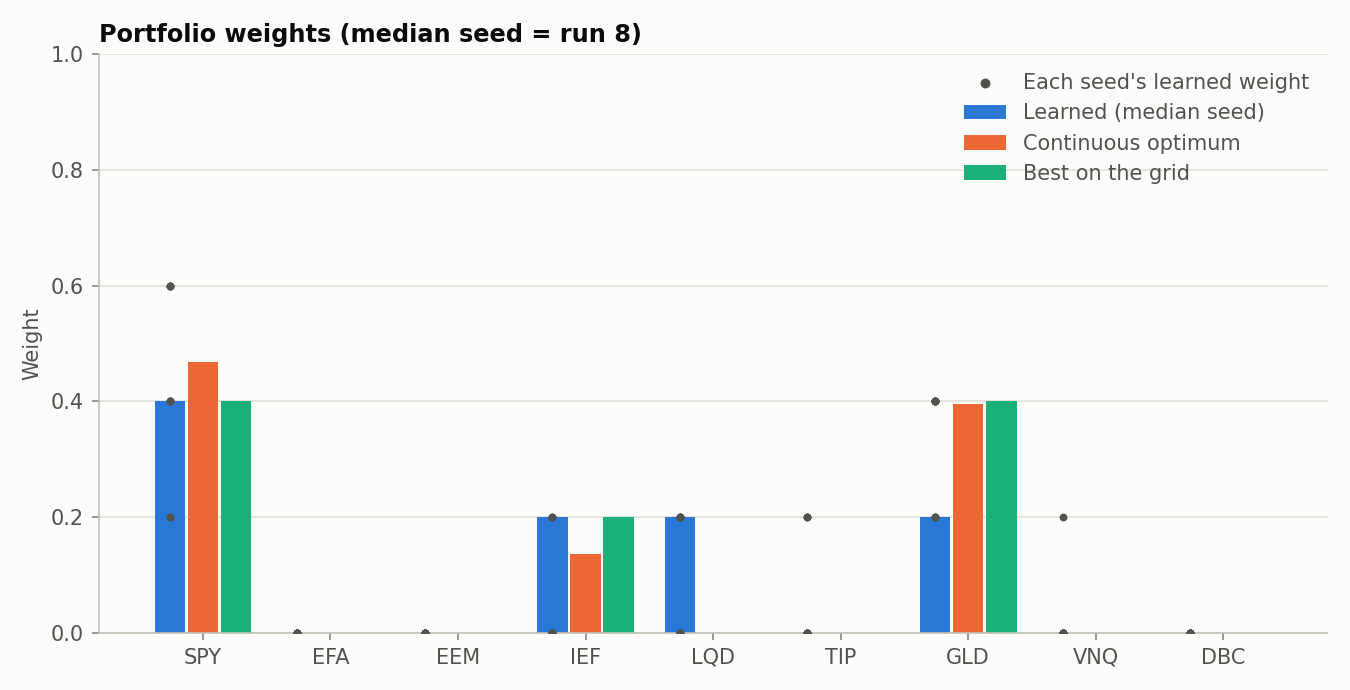 Portfolio weights (median seed = run 8)
1.0
0.8
0.6
0.4
0.2
0.0
Weight
Each seed's learned weight
Learned (median seed)
Continuous optimum
Best on the grid
SPY EFA EEM IEF LQD TIP GLD VNQ DBC